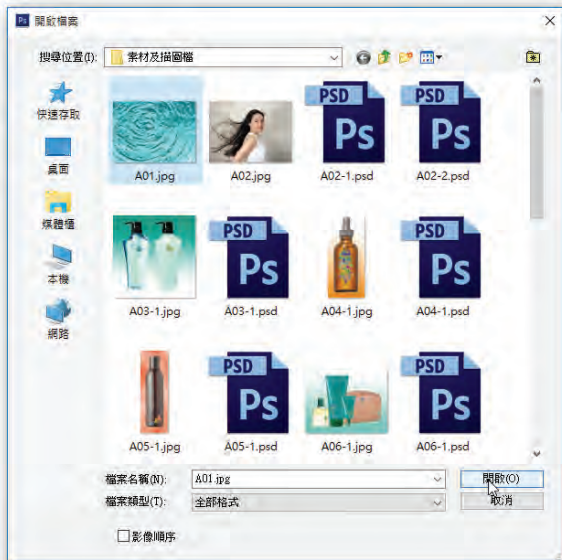 Ps 開啟檔案
搜尋位置(I): 素材及描圖檔
快速存取
桌面
媒體櫃
本機
網路
PSD Ps
PSD Ps
A01.jpg A02.jpg A02-1.psd A02-2.psd
PSD Ps
PSD Ps
A03-1.jpg A03-1.psd A04-1.jpg A04-1.psd
PSD Ps
PSD Ps
A05-1.jpg A05-1.psd A06-1.jpg A06-1.psd
檔案名稱(N): A01.jpg 開啟(O)
檔案類型(T): 全部格式 取消
影像順序